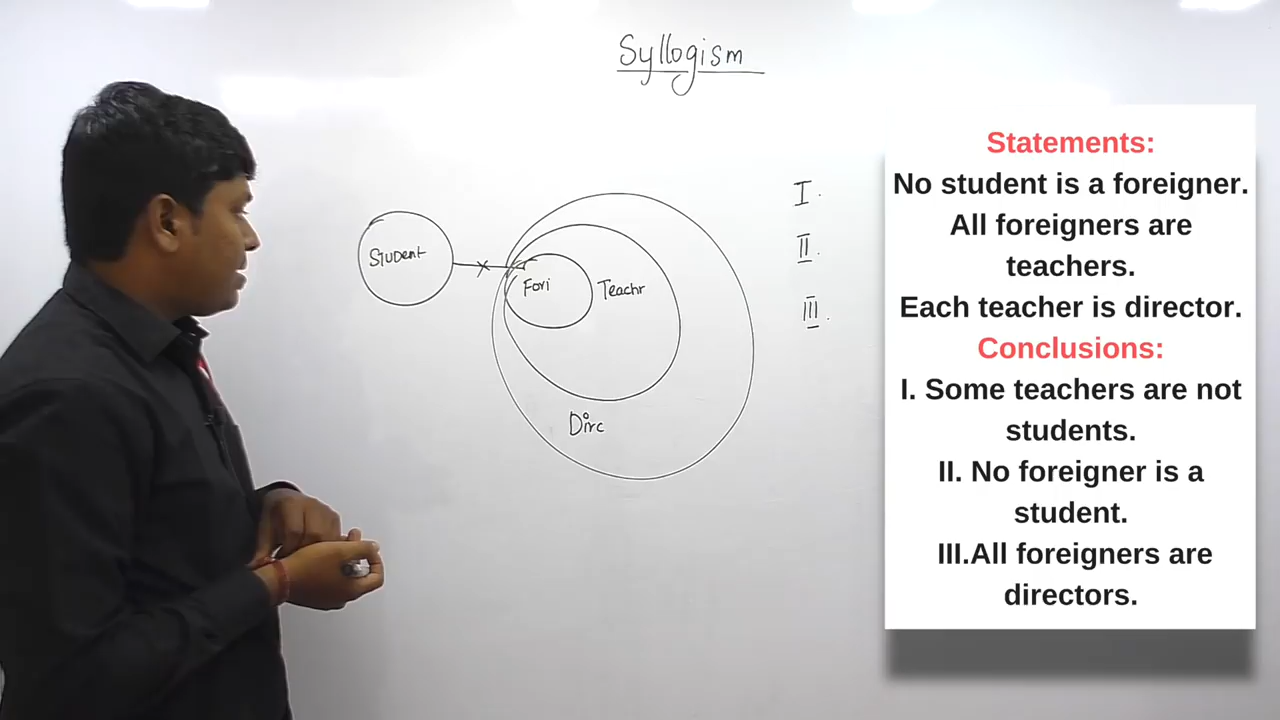 Syllogism
Student
Fori
Teachr
Dirc
I.
II.
III.
Statements:
No student is a foreigner.
All foreigners are
teachers.
Each teacher is director.
Conclusions:
I. Some teachers are not
students.
II. No foreigner is a
student.
III.All foreigners are
directors.